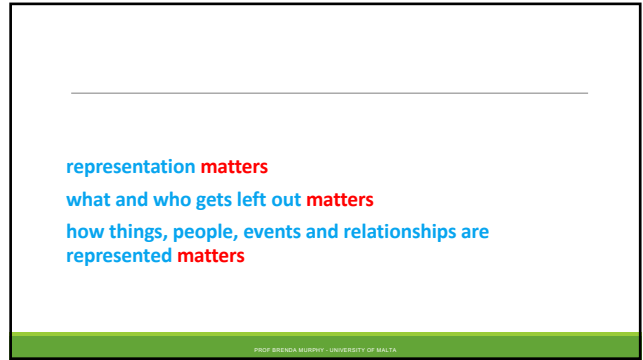 representation matters
what and who gets left out matters
how things, people, events and relationships are
represented matters
PROF BRENDA MURPHY - UNIVERSITY OF MALTA